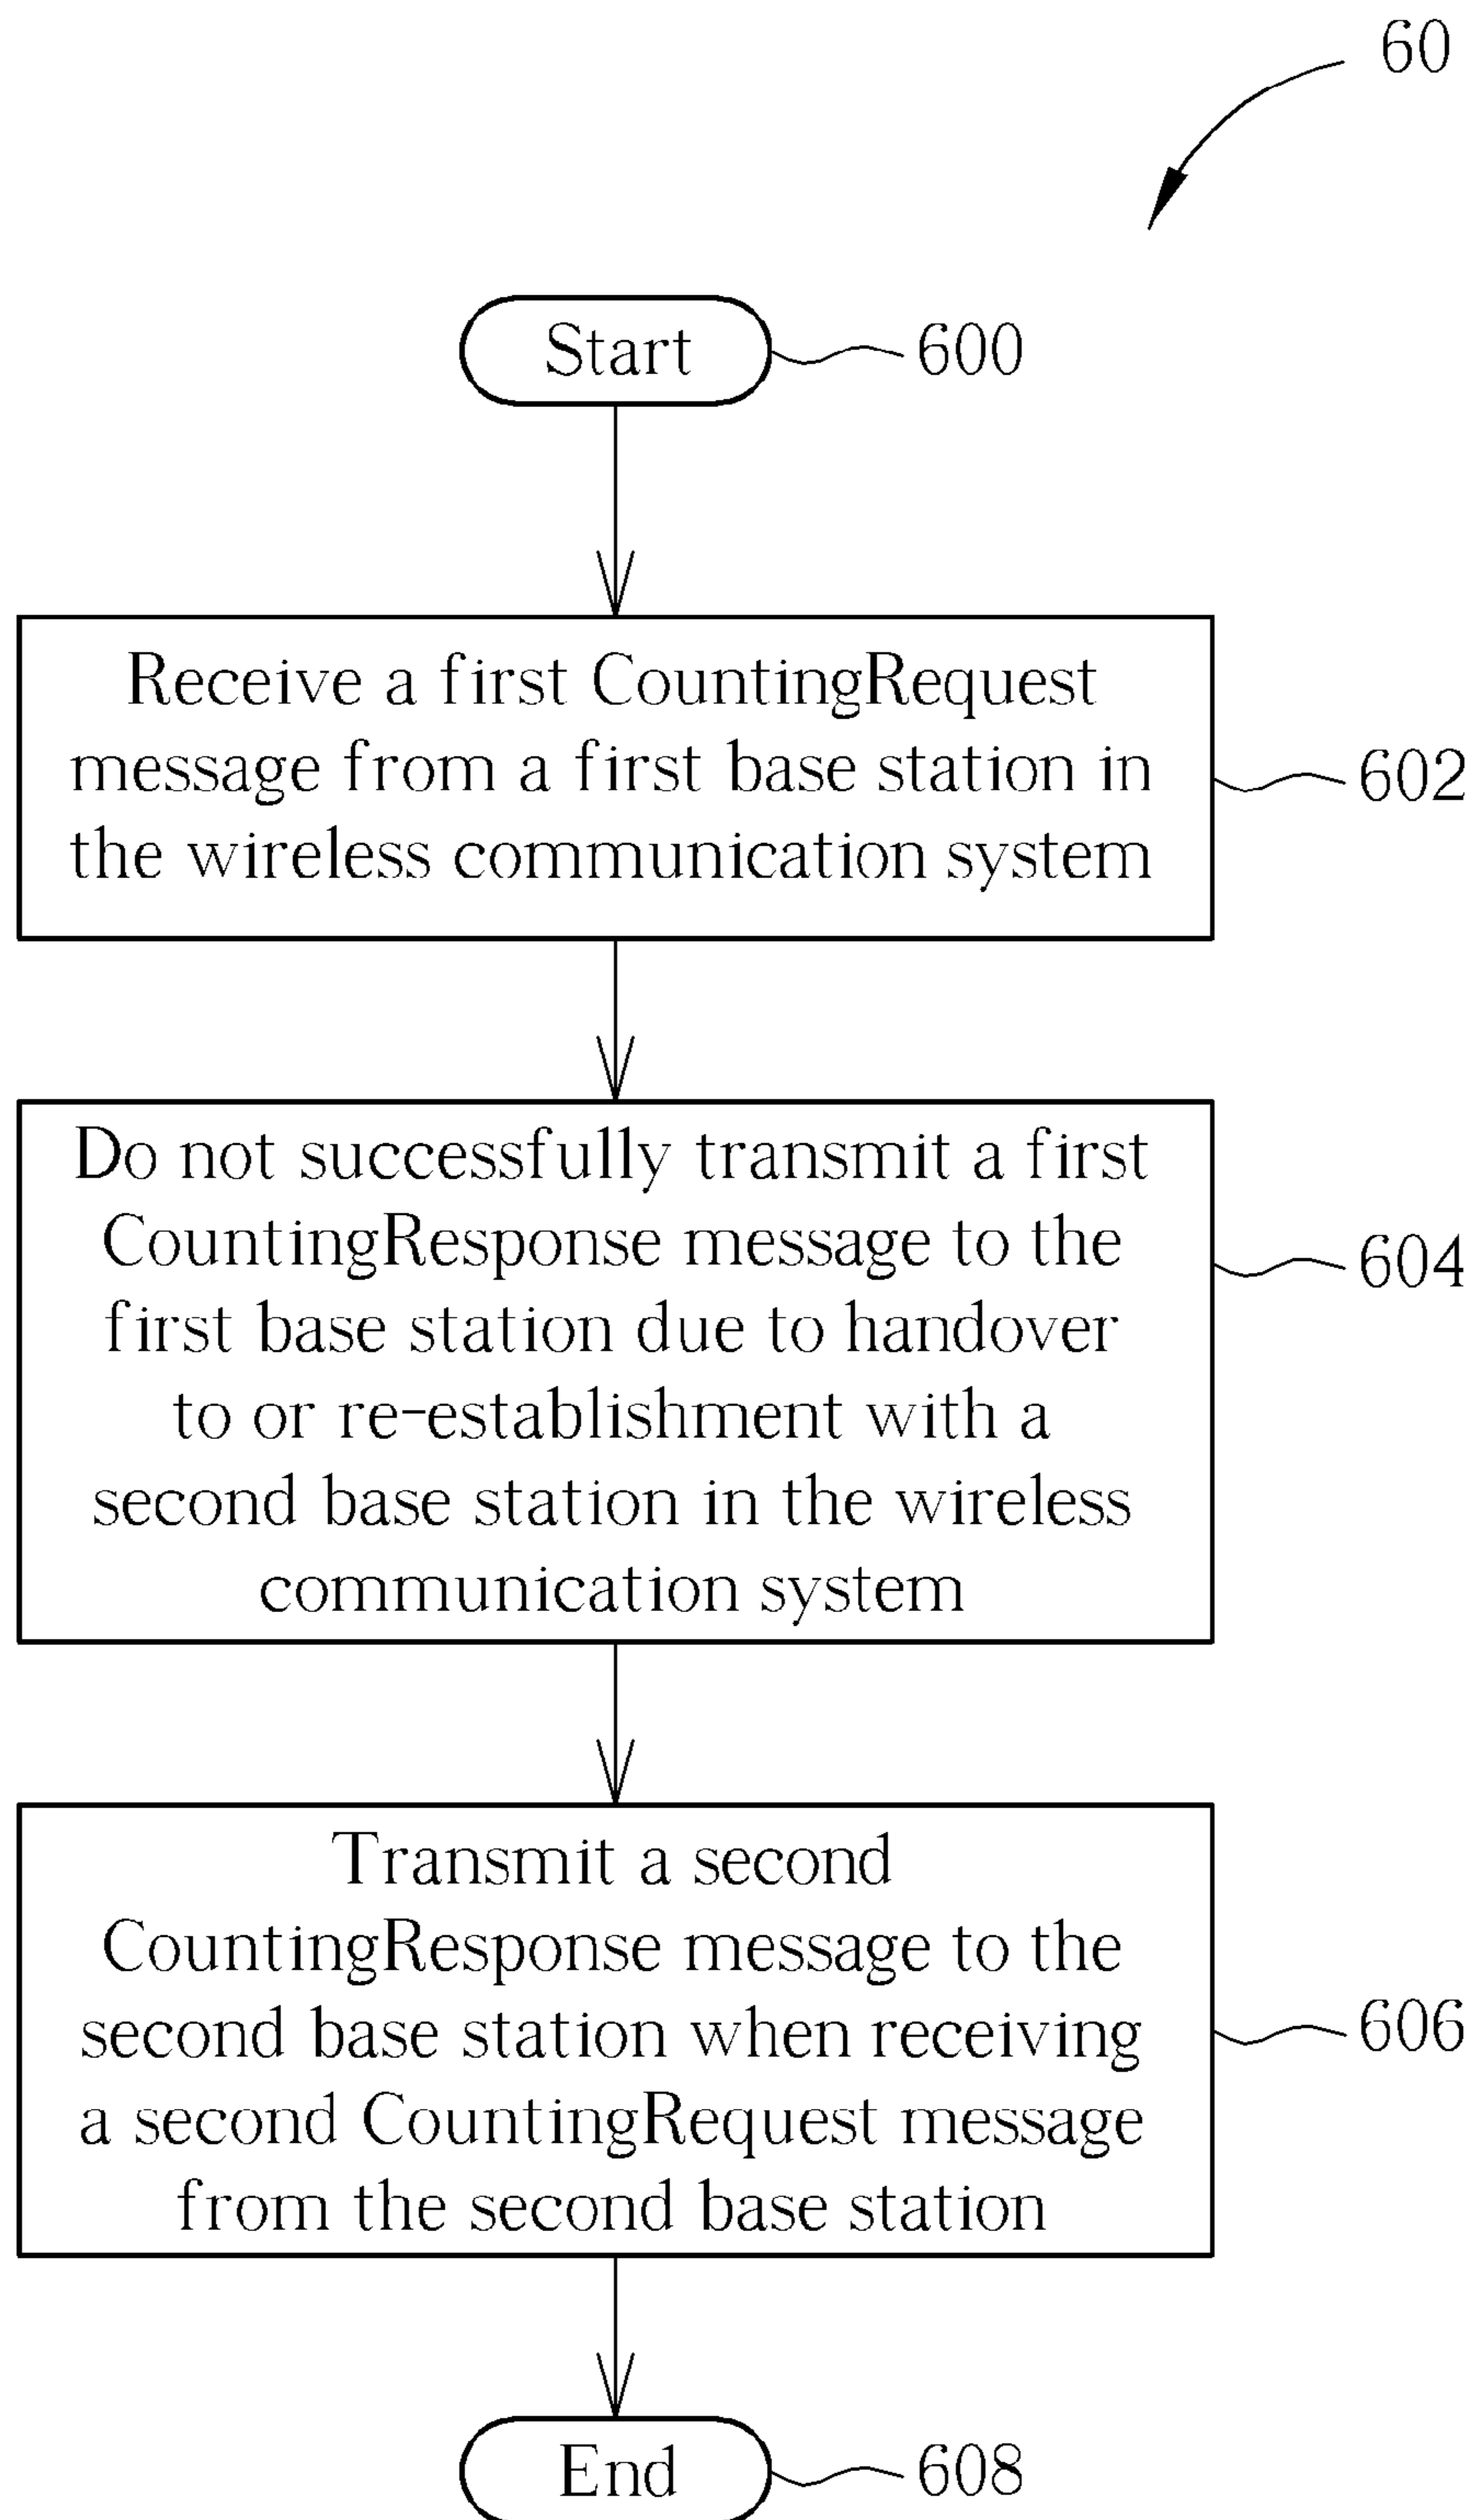 60
Start
600
Receive a first CountingRequest
message from a first base station in
the wireless communication system
602
Do not successfully transmit a first
CountingResponse message to the
first base station due to handover
to or re-establishment with a
second base station in the wireless
communication system
604
Transmit a second
CountingResponse message to the
second base station when receiving
a second CountingRequest message
from the second base station
606
End
608